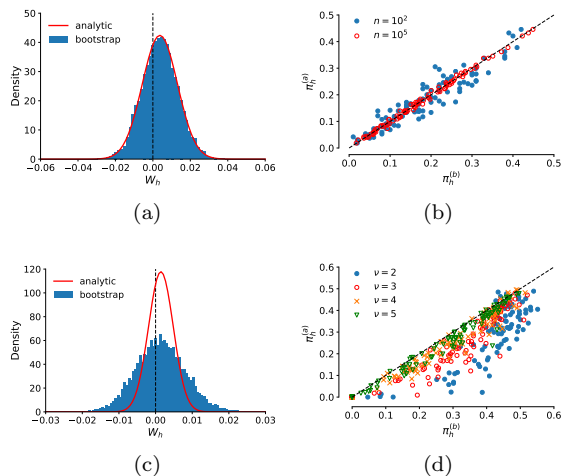 50
40
30
20
10
0
Density
analytic
bootstrap
−0.06 −0.04 −0.02 0.00 0.02 0.04 0.06
W_h
(a)
0.5
0.4
0.3
0.2
0.1
0.0
π_h^{(a)}
n = 10^2
n = 10^5
0.0 0.1 0.2 0.3 0.4 0.5
π_h^{(b)}
(b)
120
100
80
60
40
20
0
Density
analytic
bootstrap
−0.03 −0.02 −0.01 0.00 0.01 0.02 0.03
W_h
(c)
0.6
0.5
0.4
0.3
0.2
0.1
0.0
π_h^{(a)}
ν = 2
ν = 3
ν = 4
ν = 5
0.0 0.1 0.2 0.3 0.4 0.5 0.6
π_h^{(b)}
(d)